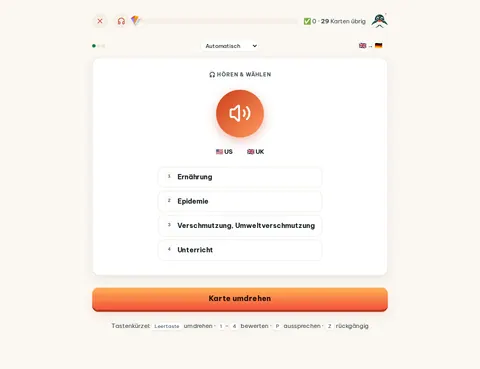 ✅ 0 · 29 Karten übrig
Automatisch
🇬🇧 → 🇩🇪
🎧 HÖREN & WÄHLEN
🇺🇸 US 🇬🇧 UK
1 Ernährung
2 Epidemie
3 Verschmutzung, Umweltverschmutzung
4 Unterricht
Karte umdrehen
Tastenkürzel: Leertaste umdrehen · 1 – 4 bewerten · P aussprechen · Z rückgängig